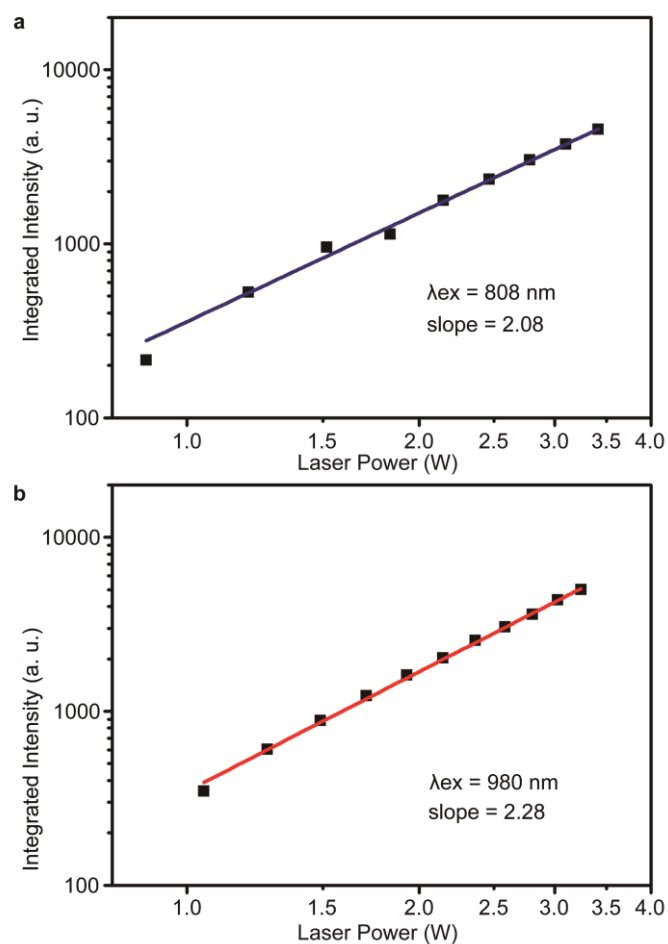 a
10000
1000
100
Integrated Intensity (a. u.)
λex = 808 nm
slope = 2.08
1.0 1.5 2.0 2.5 3.0 3.5 4.0
Laser Power (W)
b
10000
1000
100
Integrated Intensity (a. u.)
λex = 980 nm
slope = 2.28
1.0 1.5 2.0 2.5 3.0 3.5 4.0
Laser Power (W)